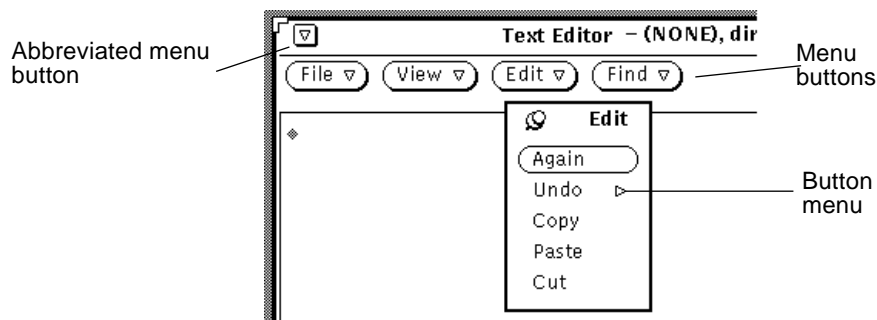 Abbreviated menu
button
Text Editor – (NONE), dir
Menu
buttons
File View Edit Find
Edit
Again
Undo
Copy
Paste
Cut
Button
menu